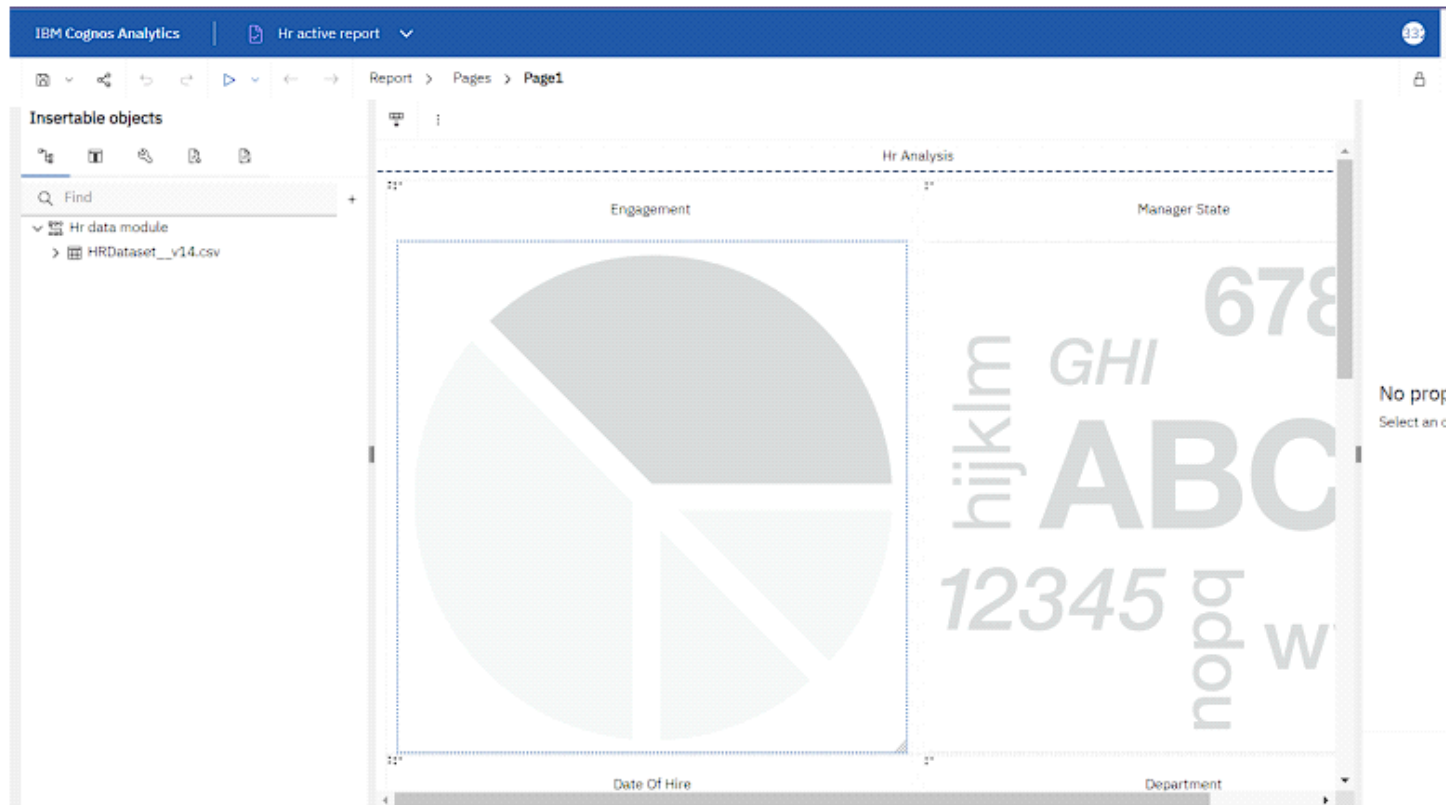 IBM Cognos Analytics
Hr active report
Report > Pages > Page1
Insertable objects
Find
Hr data module
HRDataset__v14.csv
Hr Analysis
Engagement
Manager State
678
GHI
hijklm
ABC
12345
nopq
W
No prop
Select an
Date Of Hire
Department